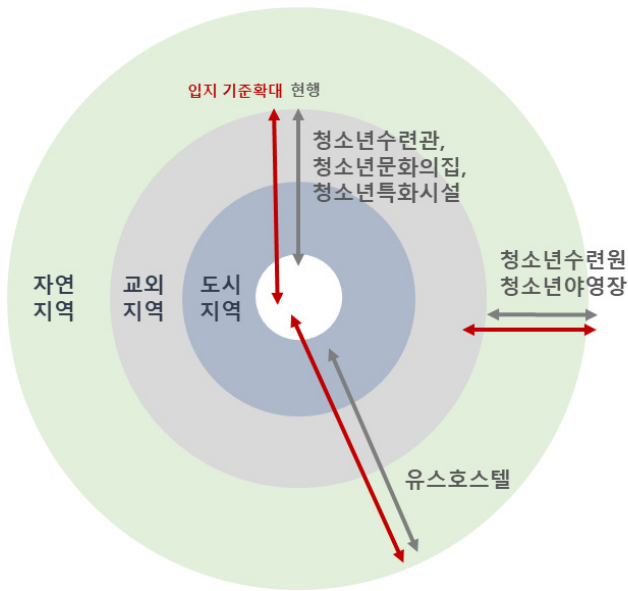 입지 기준확대 현행
청소년수련관,
청소년문화의집,
청소년특화시설
청소년수련원
청소년야영장
자연
지역
교외
지역
도시
지역
유스호스텔